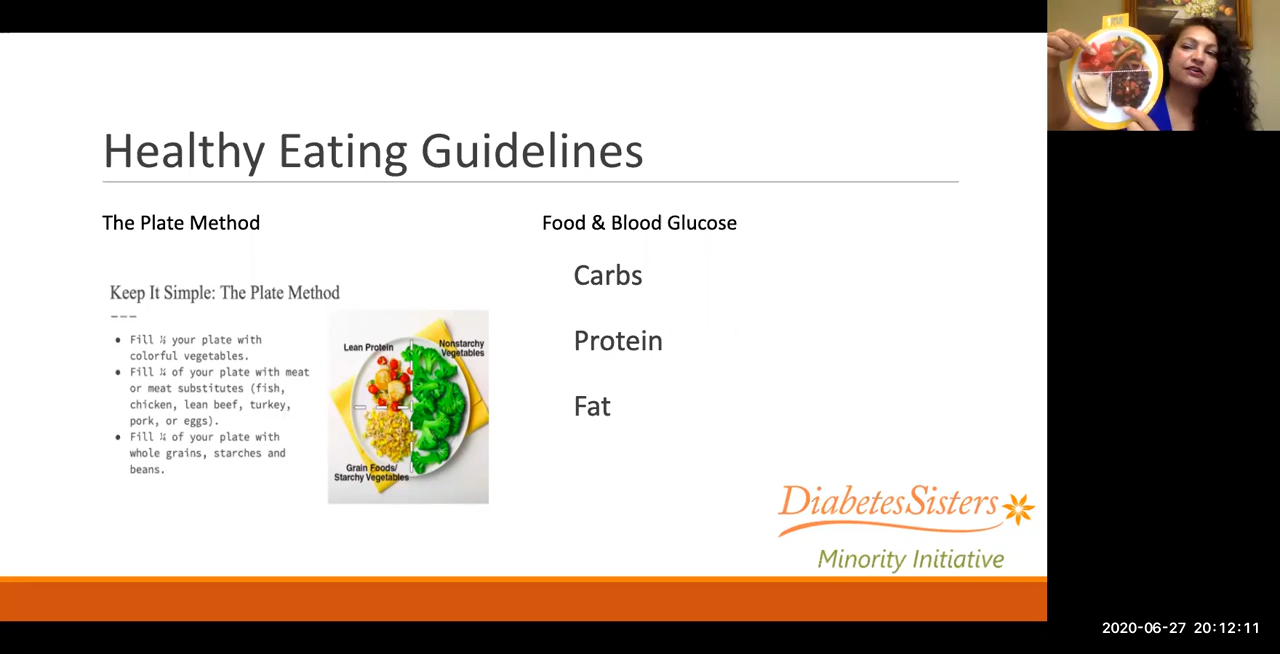 Healthy Eating Guidelines
The Plate Method
Keep It Simple: The Plate Method
---
• Fill ½ your plate with
colorful vegetables.
• Fill ¼ of your plate with meat
or meat substitutes (fish,
chicken, lean beef, turkey,
pork, or eggs).
• Fill ¼ of your plate with
whole grains, starches and
beans.
Lean Protein
Nonstarchy
Vegetables
Grain Foods/
Starchy Vegetables
Food & Blood Glucose
Carbs
Protein
Fat
DiabetesSisters
Minority Initiative
2020-06-27 20:12:11